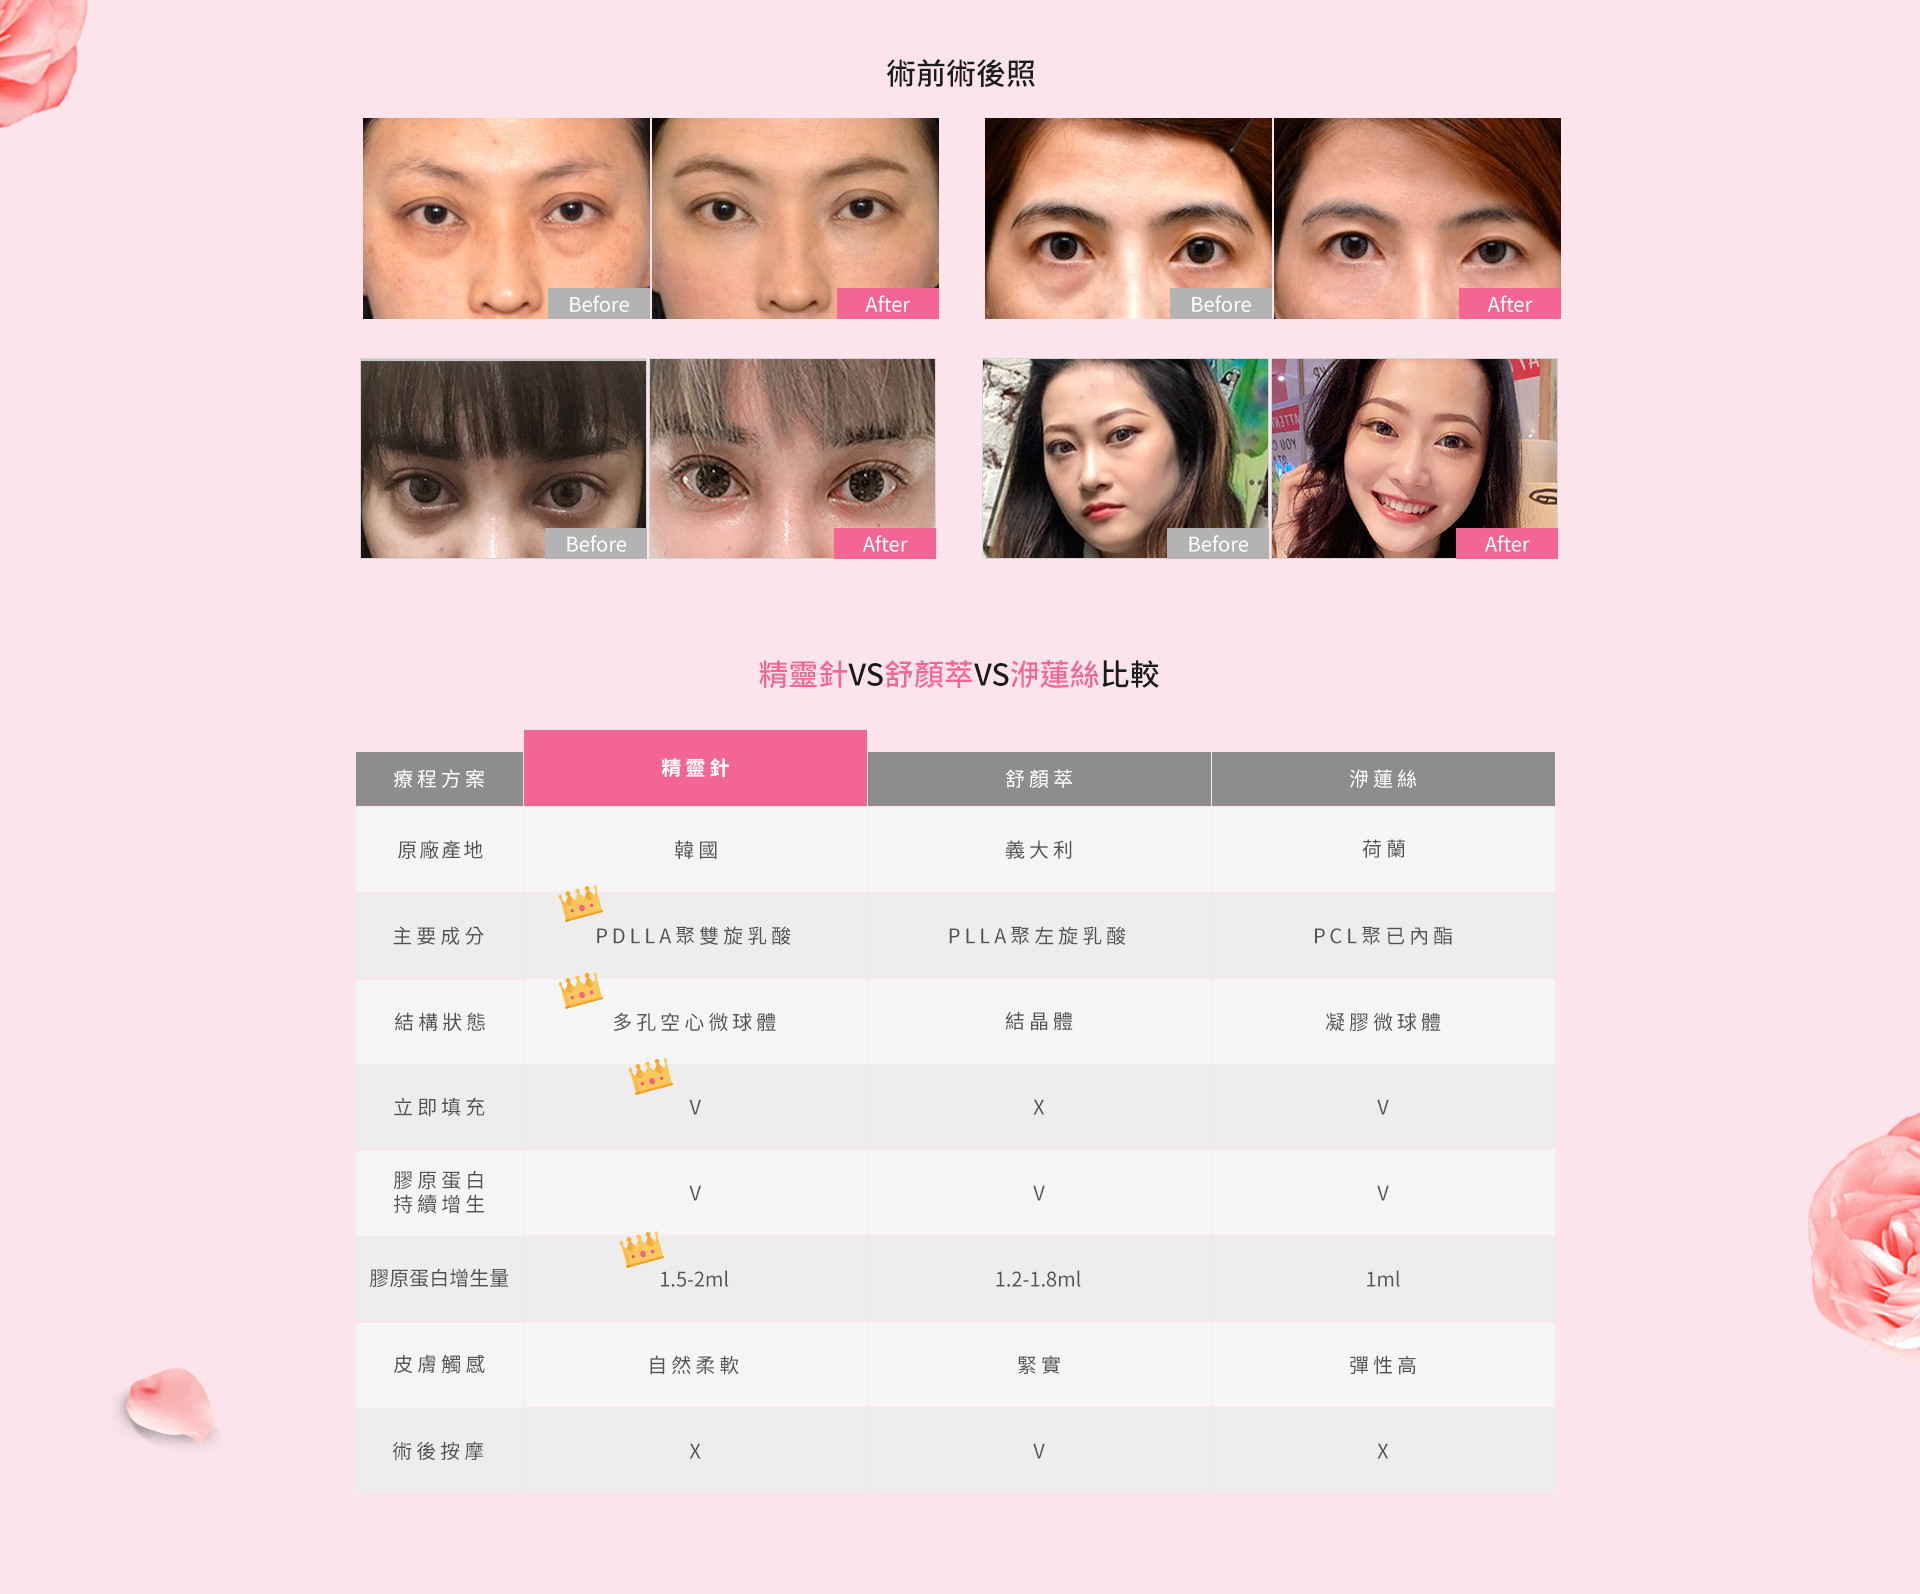 術前術後照
Before
After
Before
After
Before
After
Before
After
精靈針VS舒顏萃VS洢蓮絲比較
療程方案 精靈針 舒顏萃 洢蓮絲
原廠產地 韓國 義大利 荷蘭
主要成分 PDLLA聚雙旋乳酸 PLLA聚左旋乳酸 PCL聚已內酯
結構狀態 多孔空心微球體 結晶體 凝膠微球體
立即填充 V X V
膠原蛋白
持續增生 V V V
膠原蛋白增生量 1.5-2ml 1.2-1.8ml 1ml
皮膚觸感 自然柔軟 緊實 彈性高
術後按摩 X V X